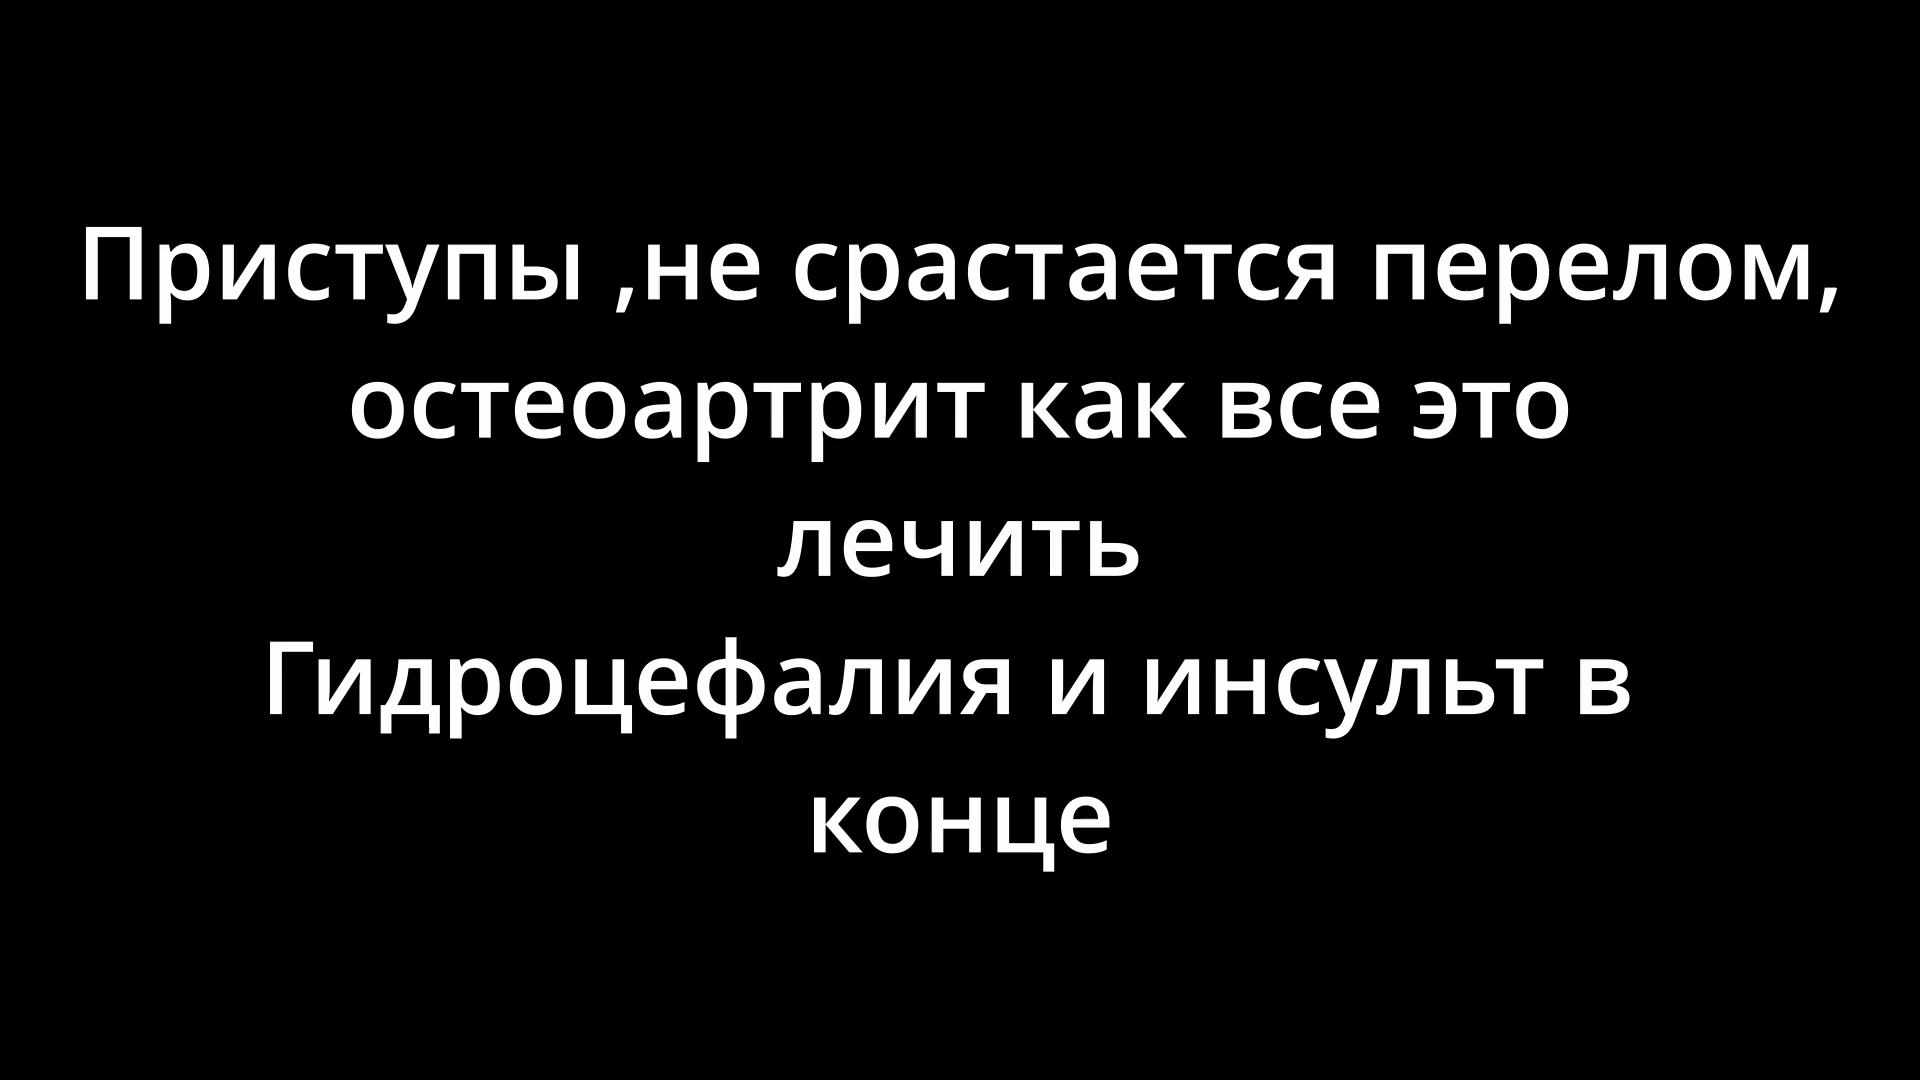 Приступы ,не срастается перелом,
остеоартрит как все это
лечить
Гидроцефалия и инсульт в
конце